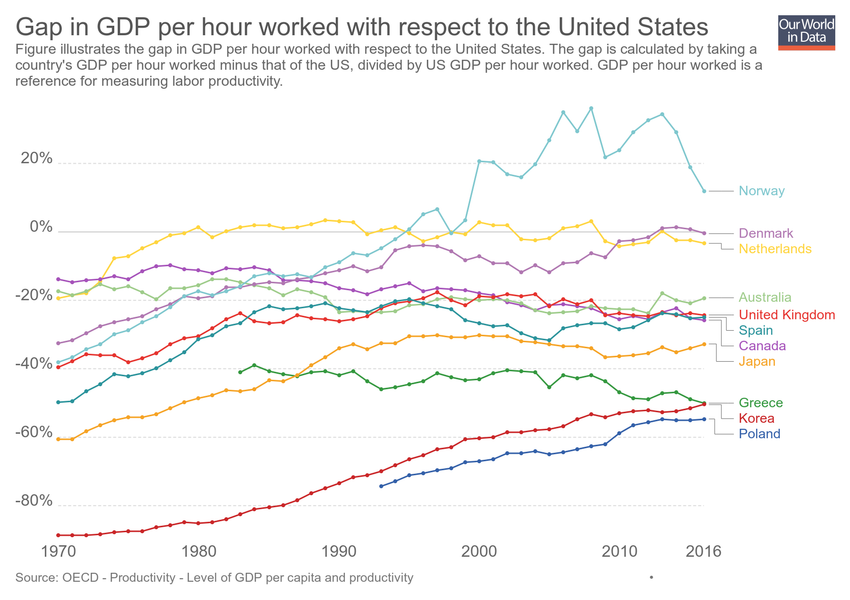 Gap in GDP per hour worked with respect to the United States
Our World
in Data
Figure illustrates the gap in GDP per hour worked with respect to the United States. The gap is calculated by taking a
country's GDP per hour worked minus that of the US, divided by US GDP per hour worked. GDP per hour worked is a
reference for measuring labor productivity.
20%
0%
-20%
-40%
-60%
-80%
Norway
Denmark
Netherlands
Australia
United Kingdom
Spain
Canada
Japan
Greece
Korea
Poland
1970
1980
1990
2000
2010
2016
Source: OECD - Productivity - Level of GDP per capita and productivity